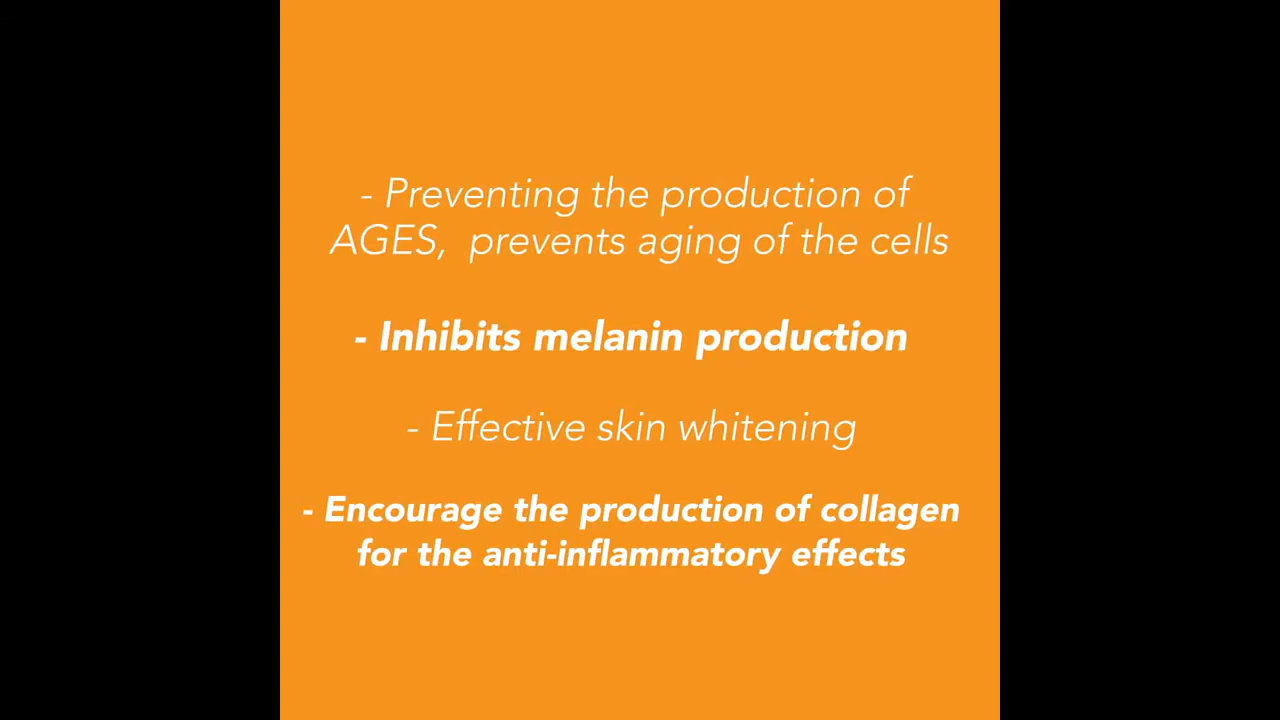 - Preventing the production of
AGES,  prevents aging of the cells
- Inhibits melanin production
- Effective skin whitening
- Encourage the production of collagen
for the anti-inflammatory effects